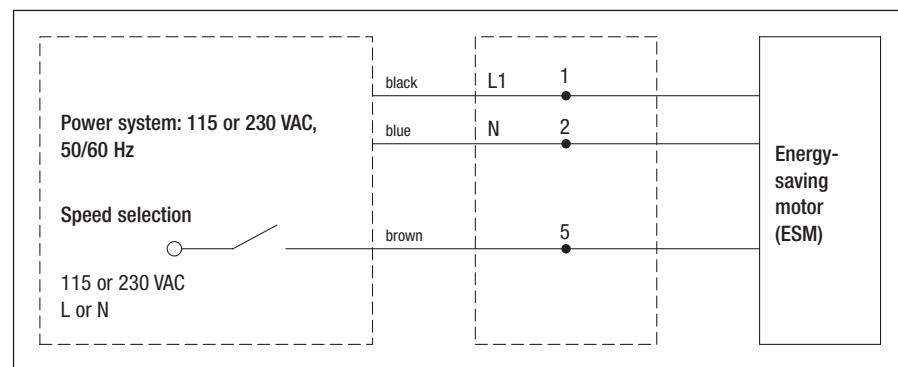 Power system: 115 or 230 VAC,
50/60 Hz
Speed selection
115 or 230 VAC
L or N
black
L1
1
blue
N
2
brown
5
Energy-
saving
motor
(ESM)